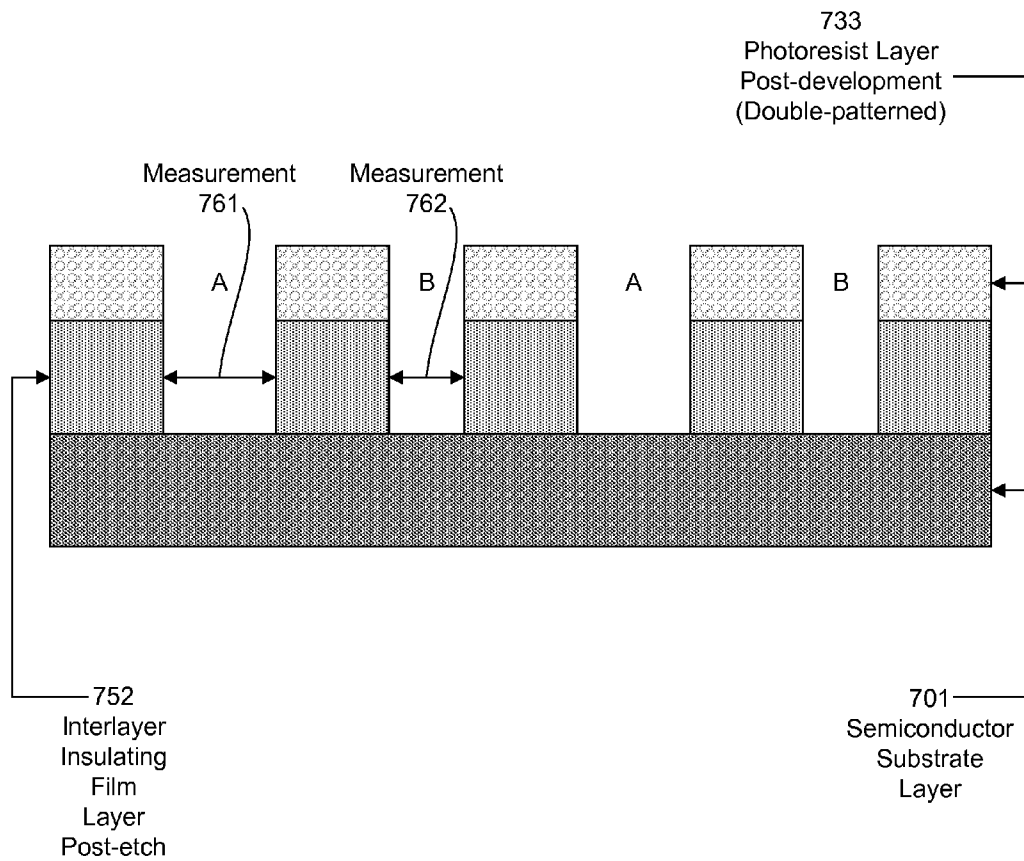 733
Photoresist Layer
Post-development
(Double-patterned)
Measurement
761
Measurement
762
A
B
A
B
752
Interlayer
Insulating
Film
Layer
Post-etch
701
Semiconductor
Substrate
Layer